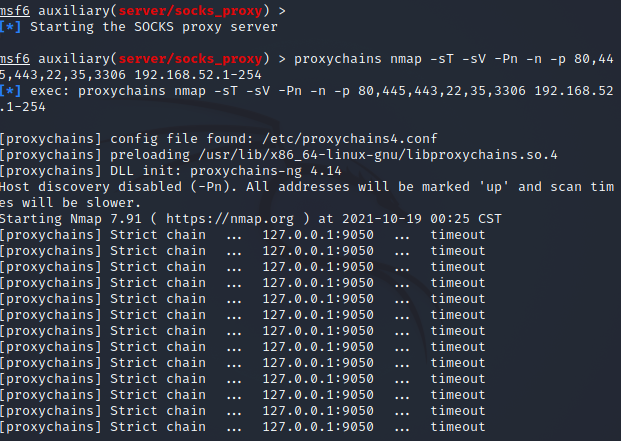 msf6 auxiliary(server/socks_proxy) >
[*] Starting the SOCKS proxy server
msf6 auxiliary(server/socks_proxy) > proxychains nmap -sT -sV -Pn -n -p 80,44
5,443,22,35,3306 192.168.52.1-254
[*] exec: proxychains nmap -sT -sV -Pn -n -p 80,445,443,22,35,3306 192.168.52
.1-254
[proxychains] config file found: /etc/proxychains4.conf
[proxychains] preloading /usr/lib/x86_64-linux-gnu/libproxychains.so.4
[proxychains] DLL init: proxychains-ng 4.14
Host discovery disabled (-Pn). All addresses will be marked 'up' and scan tim
es will be slower.
Starting Nmap 7.91 ( https://nmap.org ) at 2021-10-19 00:25 CST
[proxychains] Strict chain ... 127.0.0.1:9050 ... timeout
[proxychains] Strict chain ... 127.0.0.1:9050 ... timeout
[proxychains] Strict chain ... 127.0.0.1:9050 ... timeout
[proxychains] Strict chain ... 127.0.0.1:9050 ... timeout
[proxychains] Strict chain ... 127.0.0.1:9050 ... timeout
[proxychains] Strict chain ... 127.0.0.1:9050 ... timeout
[proxychains] Strict chain ... 127.0.0.1:9050 ... timeout
[proxychains] Strict chain ... 127.0.0.1:9050 ... timeout
[proxychains] Strict chain ... 127.0.0.1:9050 ... timeout
[proxychains] Strict chain ... 127.0.0.1:9050 ... timeout
[proxychains] Strict chain ... 127.0.0.1:9050 ... timeout
[proxychains] Strict chain ... 127.0.0.1:9050 ... timeout
[proxychains] Strict chain ... 127.0.0.1:9050 ... timeout